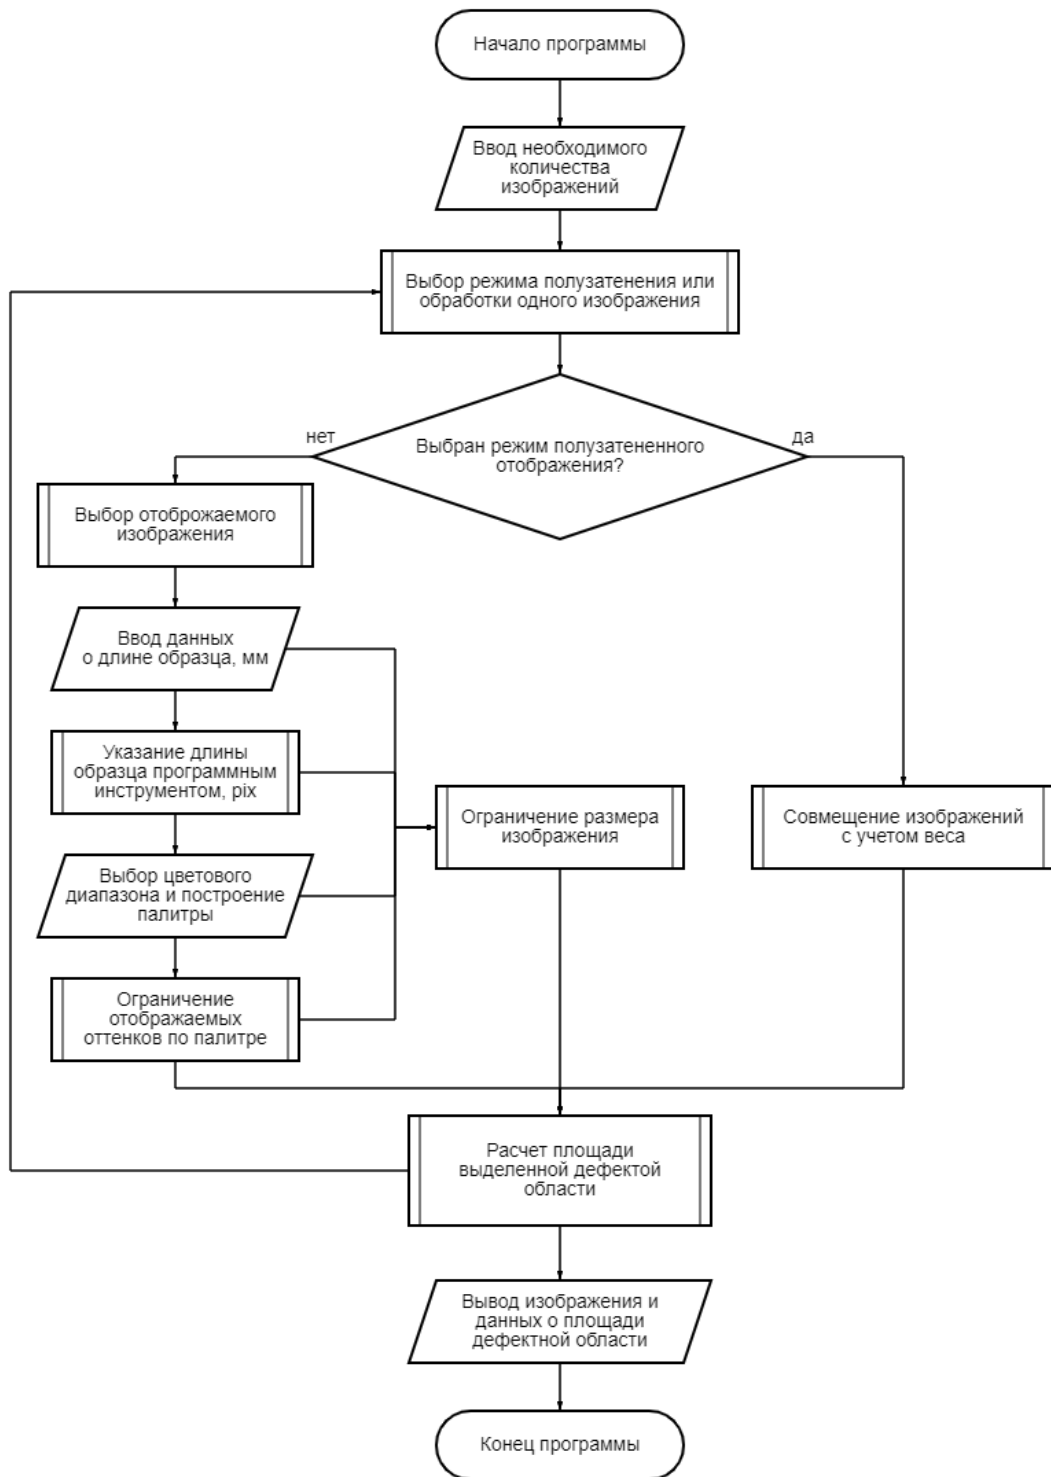 Начало программы
Ввод необходимого
количества
изображений
Выбор режима полузатенения или
обработки одного изображения
Выбран режим полузатененного
отображения?
нет
да
Выбор отоброжаемого
изображения
Ввод данных
о длине образца, мм
Указание длины
образца программным
инструментом, pix
Выбор цветового
диапазона и построение
палитры
Ограничение
отображаемых
оттенков по палитре
Ограничение размера
изображения
Совмещение изображений
с учетом веса
Расчет площади
выделенной дефектой
области
Вывод изображения и
данных о площади
дефектной области
Конец программы